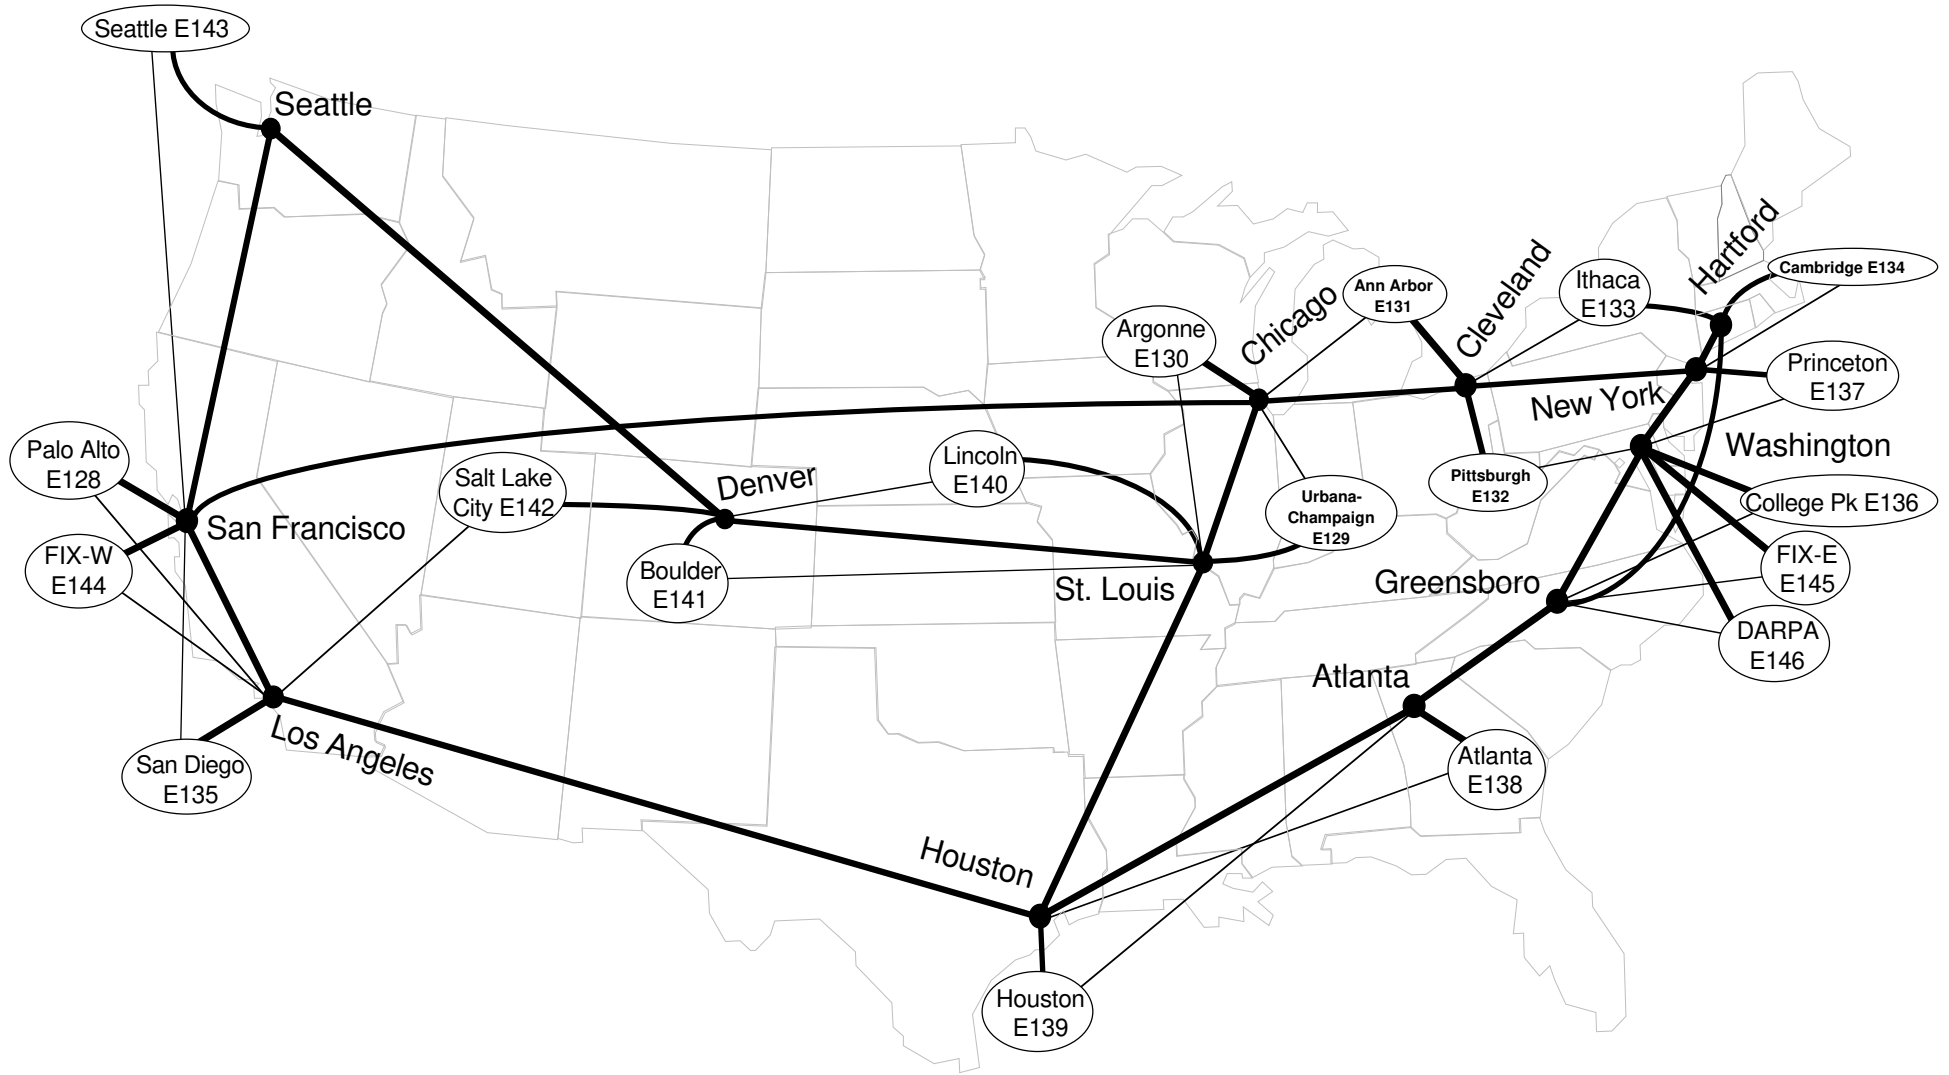 Seattle E143
Seattle
Hartford
Cambridge E134
Ithaca
E133
Ann Arbor
E131
Cleveland
Chicago
Argonne
E130
Princeton
E137
New York
Washington
Palo Alto
E128
Salt Lake
City E142
Denver
Lincoln
E140
Pittsburgh
E132
College Pk E136
Urbana-
Champaign
E129
San Francisco
FIX-W
E144
Boulder
E141
St. Louis
Greensboro
FIX-E
E145
DARPA
E146
Atlanta
Los Angeles
San Diego
E135
Atlanta
E138
Houston
Houston
E139